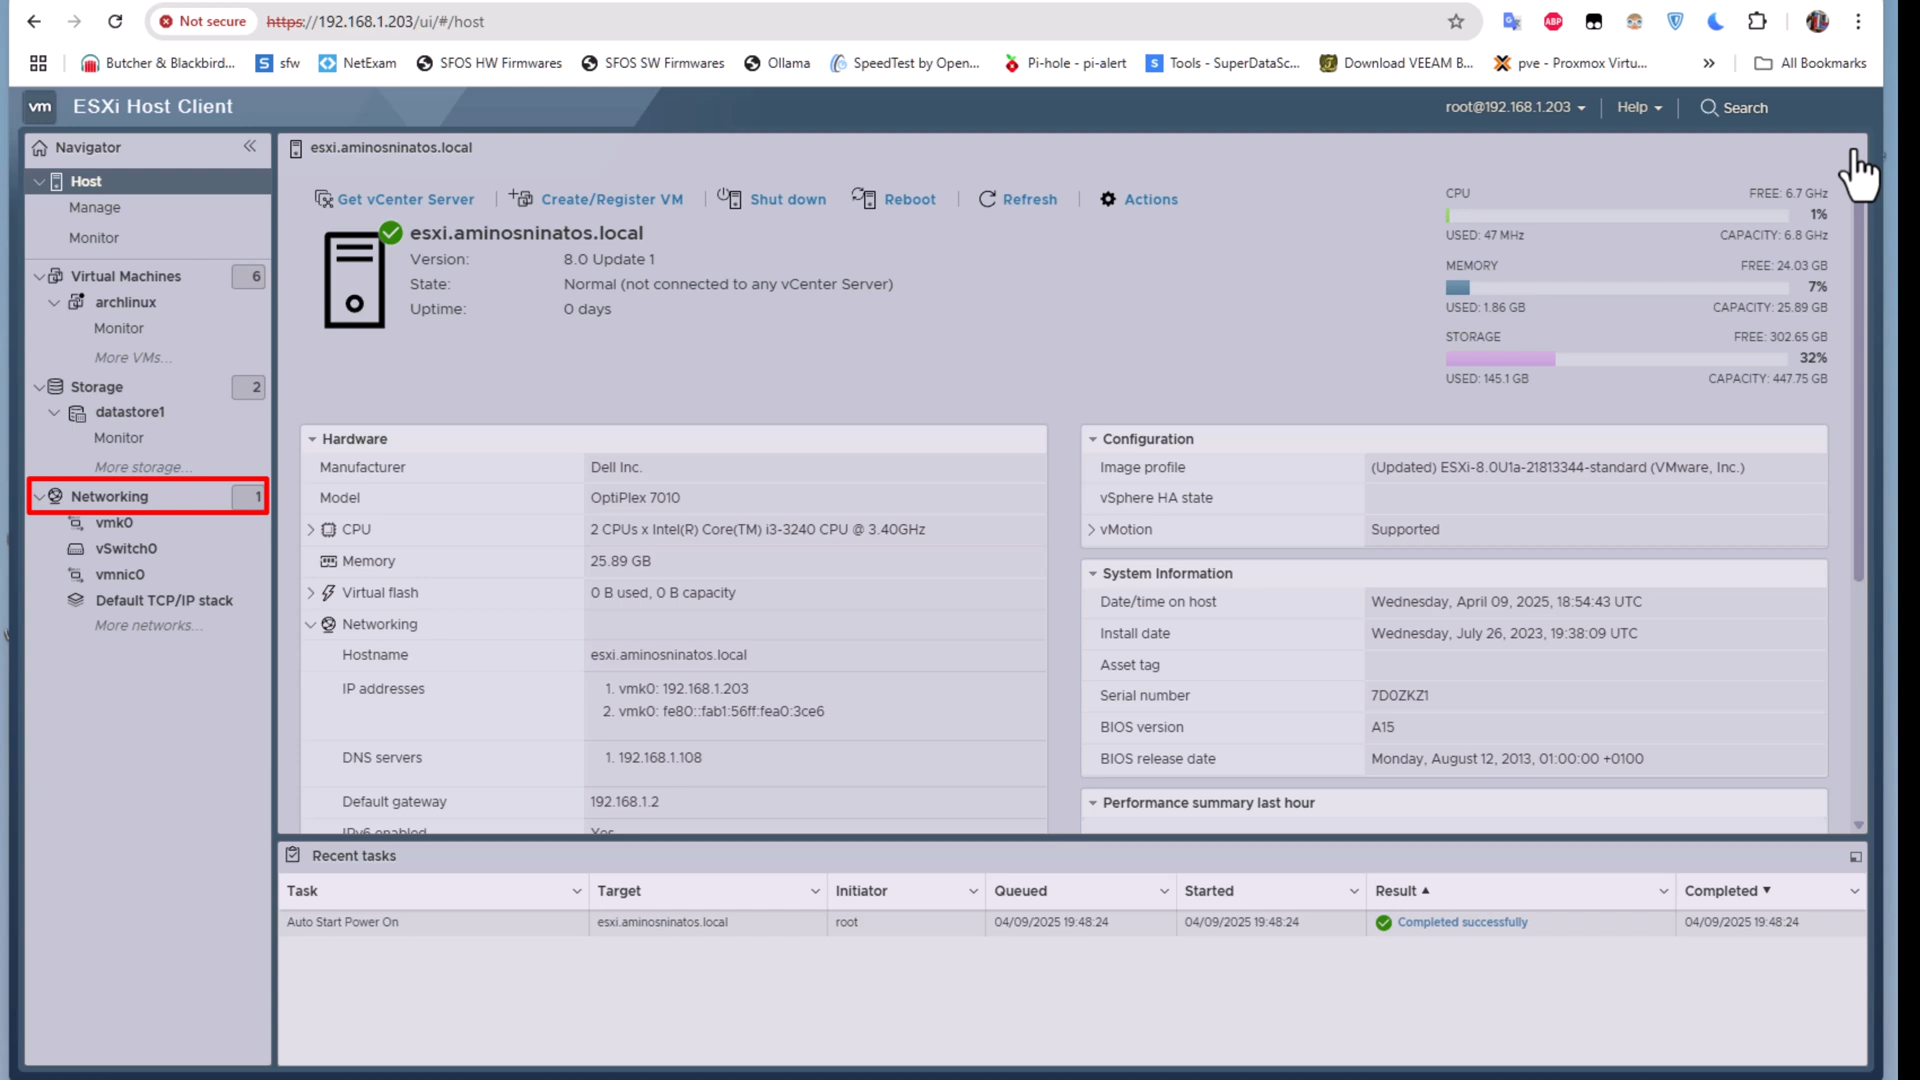 Not secure https://192.168.1.203/ui/#/host
ABP
Butcher & Blackbird... sfw NetExam SFOS HW Firmwares SFOS SW Firmwares Ollama SpeedTest by Open... Pi-hole - pi-alert Tools - SuperDataSc... Download VEEAM B... pve - Proxmox Virtu... » All Bookmarks
vm ESXi Host Client root@192.168.1.203 Help Search
Navigator
Host
Manage
Monitor
Virtual Machines 6
archlinux
Monitor
More VMs...
Storage 2
datastore1
Monitor
More storage...
Networking 1
vmk0
vSwitch0
vmnic0
Default TCP/IP stack
More networks...
esxi.aminosninatos.local
Get vCenter Server Create/Register VM Shut down Reboot Refresh Actions
esxi.aminosninatos.local
Version: 8.0 Update 1
State: Normal (not connected to any vCenter Server)
Uptime: 0 days
CPU FREE: 6.7 GHz
1%
USED: 47 MHz CAPACITY: 6.8 GHz
MEMORY FREE: 24.03 GB
7%
USED: 1.86 GB CAPACITY: 25.89 GB
STORAGE FREE: 302.65 GB
32%
USED: 145.1 GB CAPACITY: 447.75 GB
Hardware
Manufacturer Dell Inc.
Model OptiPlex 7010
CPU 2 CPUs x Intel(R) Core(TM) i3-3240 CPU @ 3.40GHz
Memory 25.89 GB
Virtual flash 0 B used, 0 B capacity
Networking
Hostname esxi.aminosninatos.local
IP addresses 1. vmk0: 192.168.1.203
2. vmk0: fe80::fab1:56ff:fea0:3ce6
DNS servers 1. 192.168.1.108
Default gateway 192.168.1.2
IPv6 enabled Yes
Configuration
Image profile (Updated) ESXi-8.0U1a-21813344-standard (VMware, Inc.)
vSphere HA state
vMotion Supported
System Information
Date/time on host Wednesday, April 09, 2025, 18:54:43 UTC
Install date Wednesday, July 26, 2023, 19:38:09 UTC
Asset tag
Serial number 7D0ZKZ1
BIOS version A15
BIOS release date Monday, August 12, 2013, 01:00:00 +0100
Performance summary last hour
Recent tasks
Task Target Initiator Queued Started Result Completed
Auto Start Power On esxi.aminosninatos.local root 04/09/2025 19:48:24 04/09/2025 19:48:24 Completed successfully 04/09/2025 19:48:24